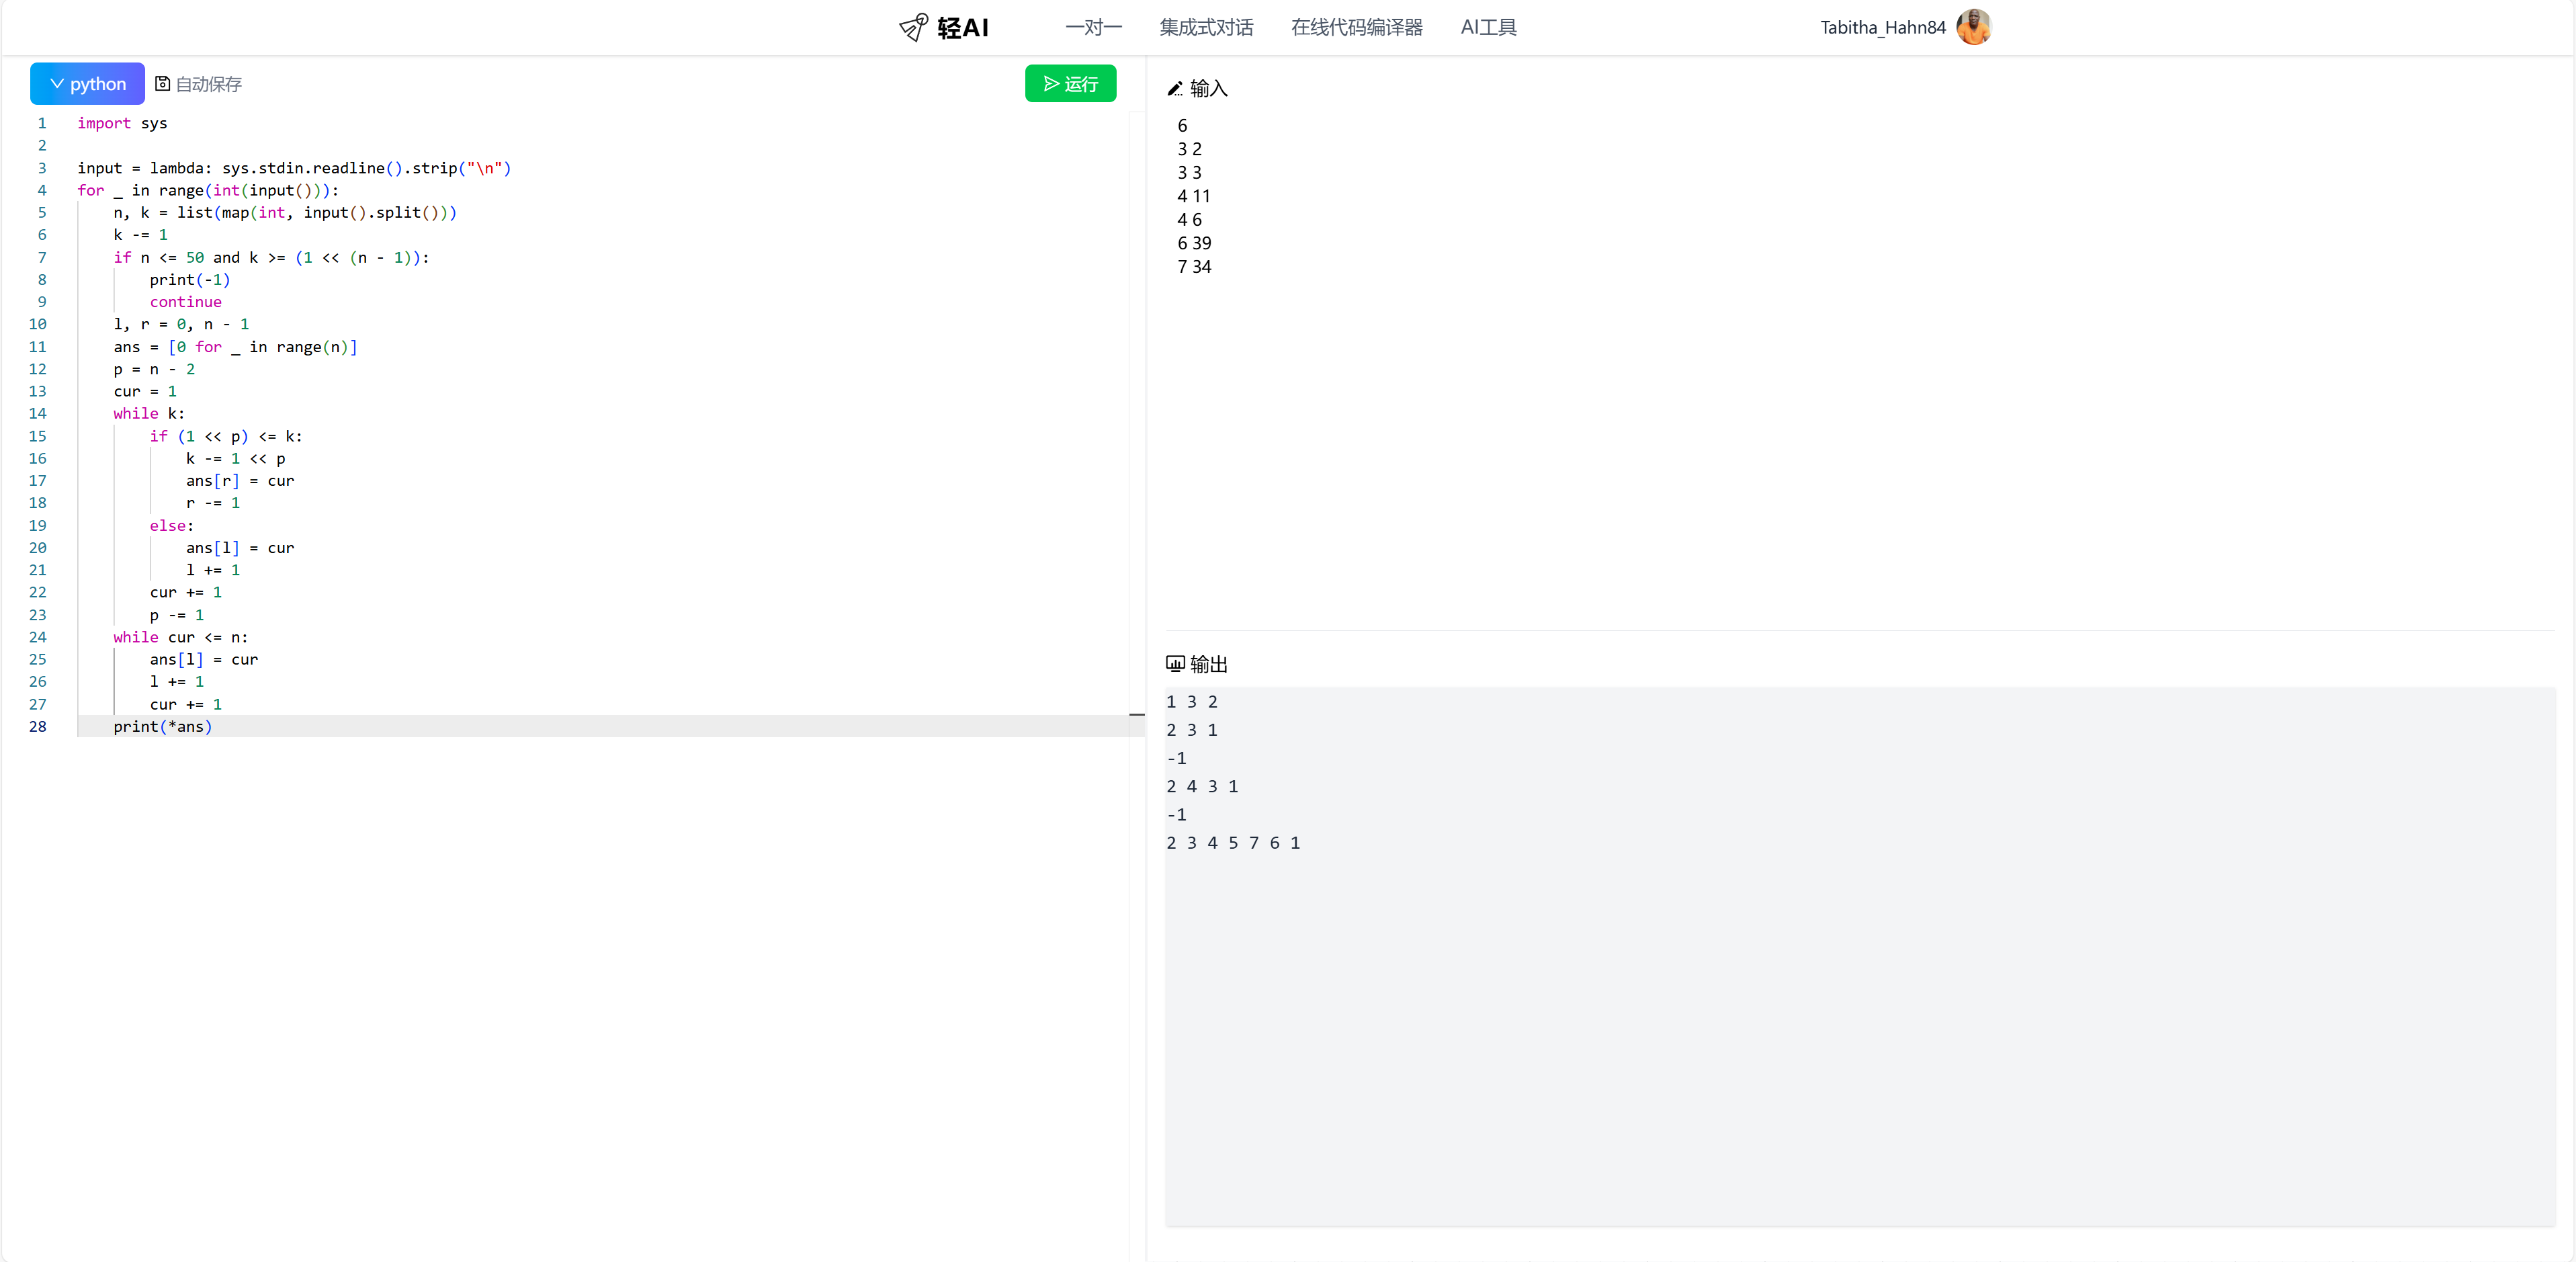 轻AI 一对一 集成式对话 在线代码编译器 AI工具 Tabitha_Hahn84
python 自动保存 运行
1 import sys
2
3 input = lambda: sys.stdin.readline().strip("\n")
4 for _ in range(int(input())):
5     n, k = list(map(int, input().split()))
6     k -= 1
7     if n <= 50 and k >= (1 << (n - 1)):
8         print(-1)
9         continue
10     l, r = 0, n - 1
11     ans = [0 for _ in range(n)]
12     p = n - 2
13     cur = 1
14     while k:
15         if (1 << p) <= k:
16             k -= 1 << p
17             ans[r] = cur
18             r -= 1
19         else:
20             ans[l] = cur
21             l += 1
22         cur += 1
23         p -= 1
24     while cur <= n:
25         ans[l] = cur
26         l += 1
27         cur += 1
28     print(*ans)
输入
6
3 2
3 3
4 11
4 6
6 39
7 34
输出
1 3 2
2 3 1
-1
2 4 3 1
-1
2 3 4 5 7 6 1